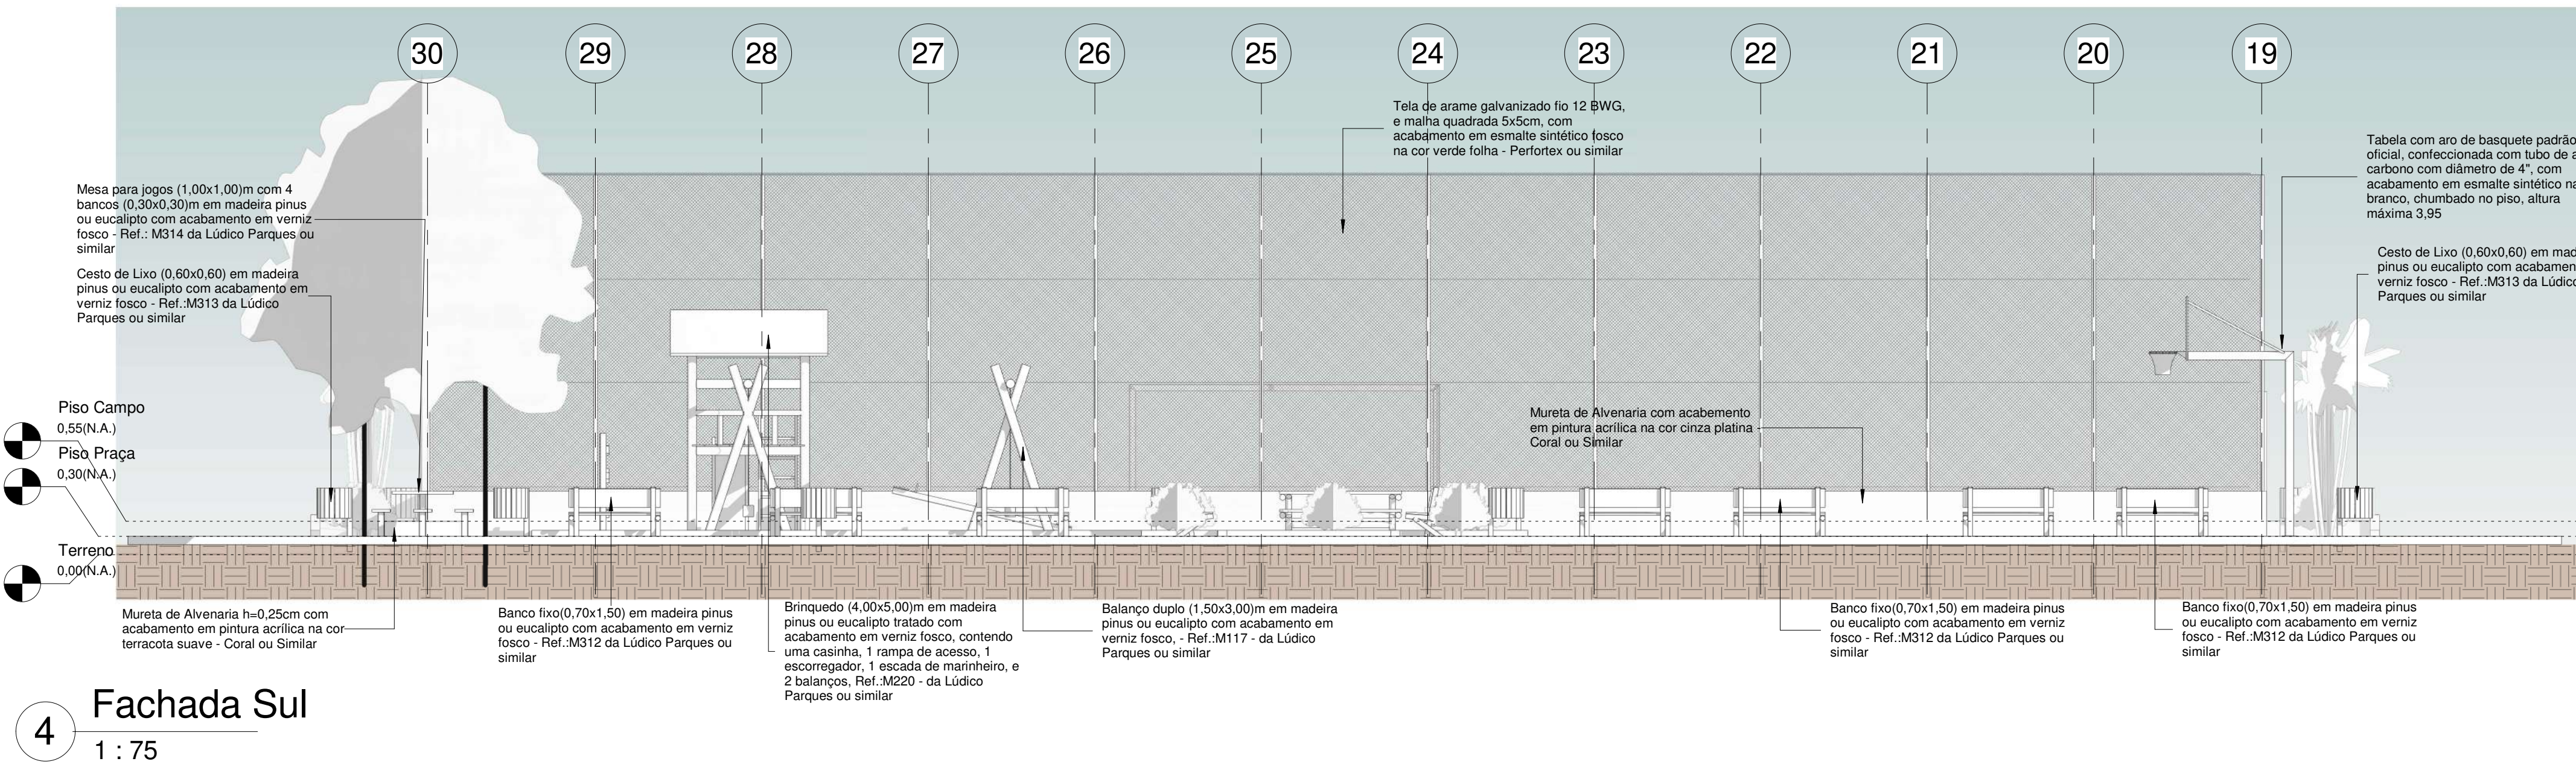 30
29
28
27
26
25
24
23
22
21
20
19
Tela de arame galvanizado fio 12 BWG,
e malha quadrada 5x5cm, com
acabamento em esmalte sintético fosco
na cor verde folha - Perfortex ou similar
Tabela com aro de basquete padrão
oficial, confeccionada com tubo de a
carbono com diâmetro de 4", com
acabamento em esmalte sintético na
branco, chumbado no piso, altura
máxima 3,95
Mesa para jogos (1,00x1,00)m com 4
bancos (0,30x0,30)m em madeira pinus
ou eucalipto com acabamento em verniz
fosco - Ref.: M314 da Lúdico Parques ou
similar
Cesto de Lixo (0,60x0,60) em madeira
pinus ou eucalipto com acabamento em
verniz fosco - Ref.:M313 da Lúdico
Parques ou similar
Cesto de Lixo (0,60x0,60) em mad
pinus ou eucalipto com acabamen
verniz fosco - Ref.:M313 da Lúdico
Parques ou similar
Piso Campo
0,55(N.A.)
Piso Praça
0,30(N.A.)
Terreno
0,00(N.A.)
Mureta de Alvenaria com acabemento
em pintura acrílica na cor cinza platina
Coral ou Similar
Mureta de Alvenaria h=0,25cm com
acabamento em pintura acrílica na cor
terracota suave - Coral ou Similar
Banco fixo(0,70x1,50) em madeira pinus
ou eucalipto com acabamento em verniz
fosco - Ref.:M312 da Lúdico Parques ou
similar
Brinquedo (4,00x5,00)m em madeira
pinus ou eucalipto tratado com
acabamento em verniz fosco, contendo
uma casinha, 1 rampa de acesso, 1
escorregador, 1 escada de marinheiro, e
2 balanços, Ref.:M220 - da Lúdico
Parques ou similar
Balanço duplo (1,50x3,00)m em madeira
pinus ou eucalipto com acabamento em
verniz fosco, - Ref.:M117 - da Lúdico
Parques ou similar
Banco fixo(0,70x1,50) em madeira pinus
ou eucalipto com acabamento em verniz
fosco - Ref.:M312 da Lúdico Parques ou
similar
Banco fixo(0,70x1,50) em madeira pinus
ou eucalipto com acabamento em verniz
fosco - Ref.:M312 da Lúdico Parques ou
similar
4
Fachada Sul
1 : 75